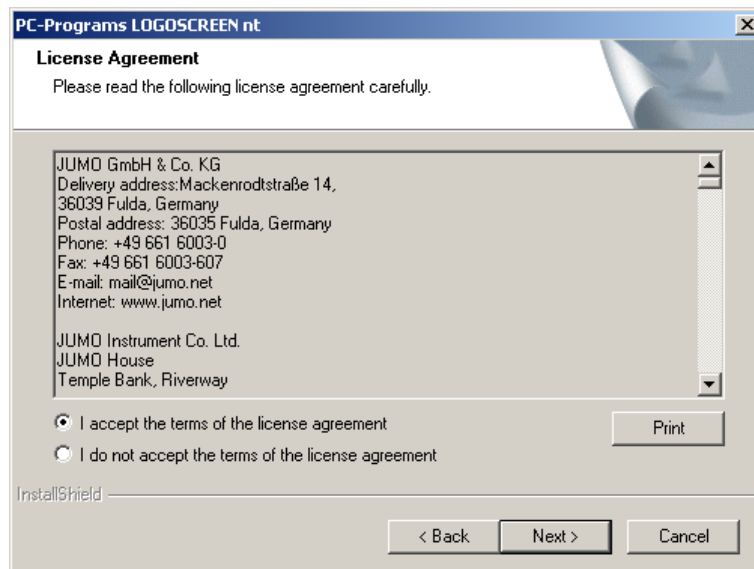 PC-Programs LOGOSCREEN nt
License Agreement
Please read the following license agreement carefully.
JUMO GmbH & Co. KG
Delivery address:Mackenrodtstraße 14,
36039 Fulda, Germany
Postal address: 36035 Fulda, Germany
Phone: +49 661 6003-0
Fax: +49 661 6003-607
E-mail: mail@jumo.net
Internet: www.jumo.net
JUMO Instrument Co. Ltd.
JUMO House
Temple Bank, Riverway
I accept the terms of the license agreement
Print
I do not accept the terms of the license agreement
InstallShield
< Back
Next >
Cancel